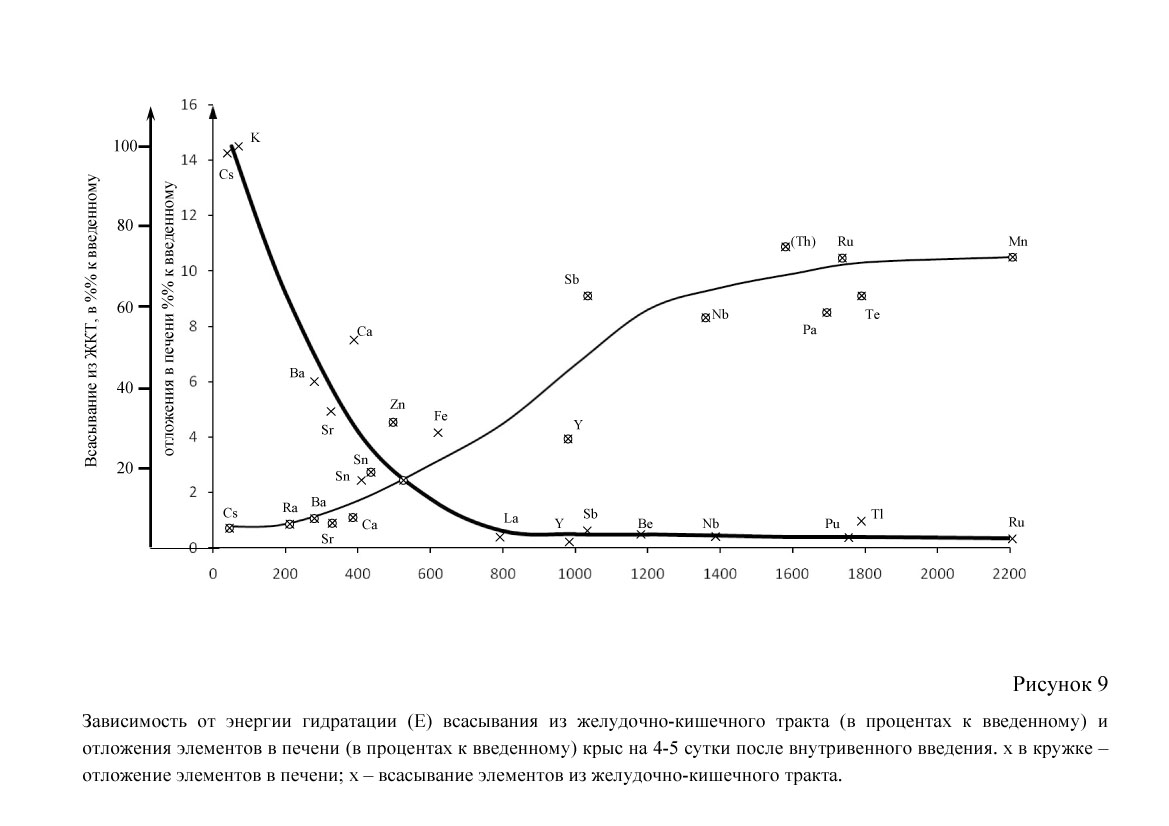 16
100
14
80
12
10
60
8
6
40
4
20
2
0
Всасывание из ЖКТ, в %% к введенному
отложения в печени %% к введенному
K
Cs
(Th)
Ru
Mn
Sb
Nb
Pa
Te
Ca
Ba
Sr
Zn
Fe
Y
Sn
Sn
Cs
Ra
Ba
Sr
Ca
La
Y
Sb
Be
Nb
Pu
Tl
Ru
0 200 400 600 800 1000 1200 1400 1600 1800 2000 2200
Рисунок 9
Зависимость от энергии гидратации (Е) всасывания из желудочно-кишечного тракта (в процентах к введенному) и
отложения элементов в печени (в процентах к введенному) крыс на 4-5 сутки после внутривенного введения. х в кружке –
отложение элементов в печени; х – всасывание элементов из желудочно-кишечного тракта.